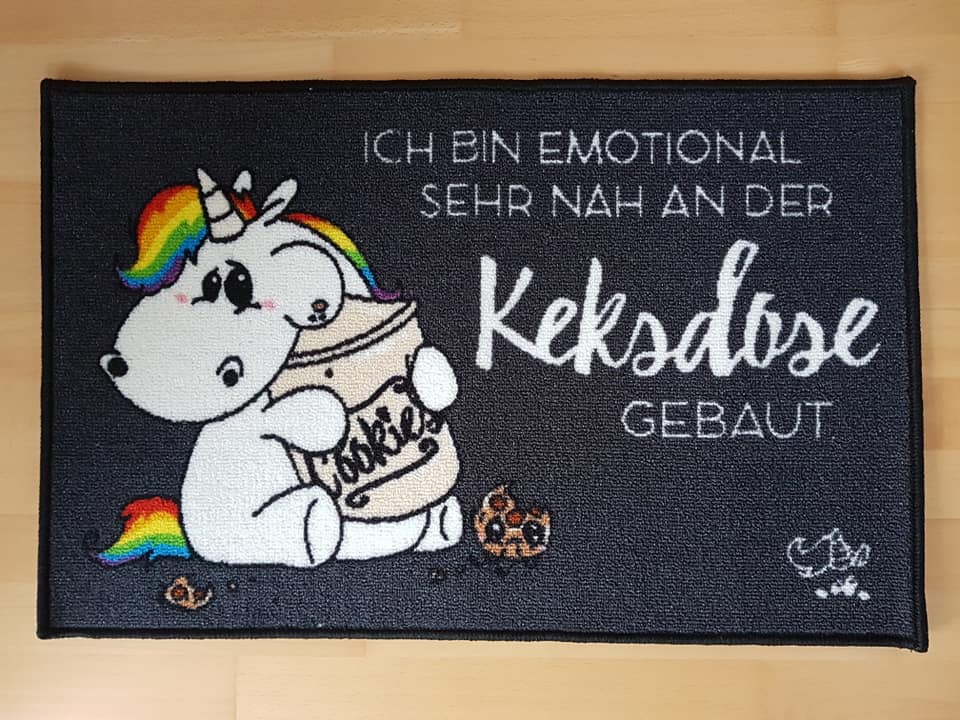 ICH BIN EMOTIONAL
SEHR NAH AN DER
Keksdose
GEBAUT
Cookies